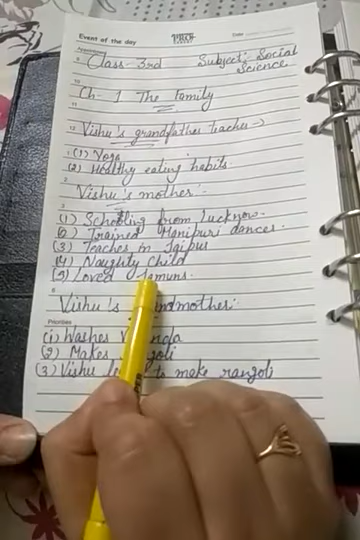 Event of the day
Date
Class - 3rd Subject: Social
Science
Ch - 1 The Family
Vishu's grandfather teaches →
(1) Yoga
(2) Healthy eating habits
Vishu's mother:
(1) Schooling from Lucknow.
(2) Trained Manipuri dances.
(3) Teaches in Jaipur
(4) Naughty Child
(5) Loved Jamuns.
Vishu's
Priorities
(1) Washes
(2) Makes
(3) Vishu to make rangoli